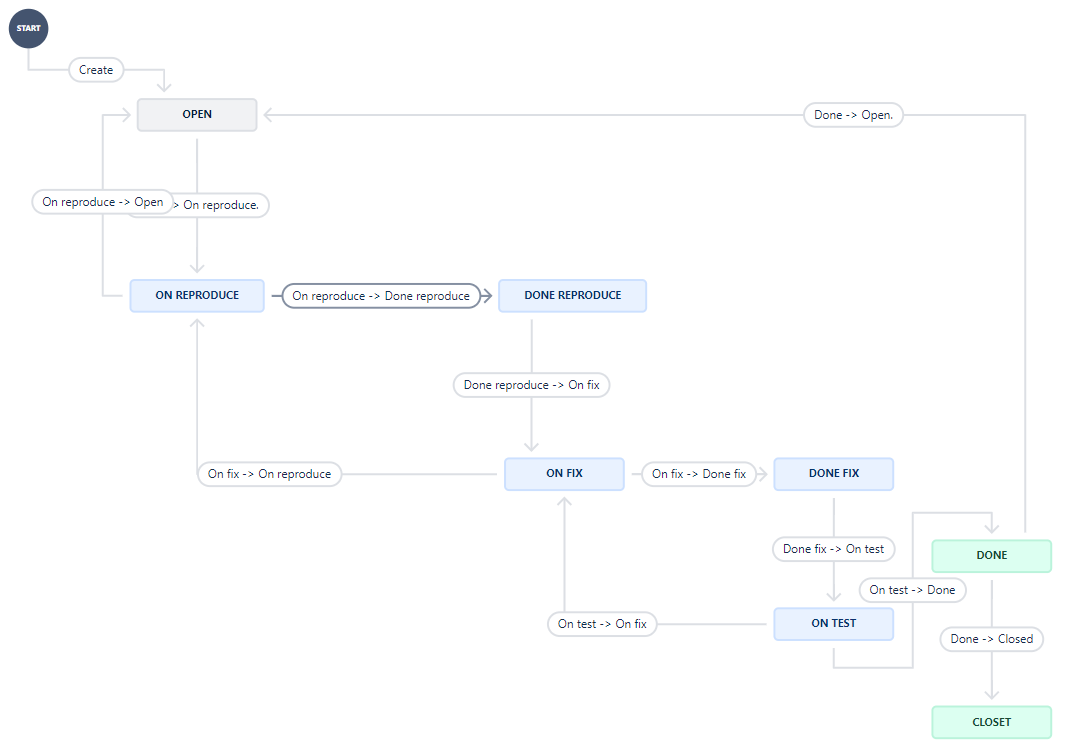 START
Create
OPEN
Done -> Open.
On reproduce -> Open
> On reproduce.
ON REPRODUCE
On reproduce -> Done reproduce
DONE REPRODUCE
Done reproduce -> On fix
On fix -> On reproduce
ON FIX
On fix -> Done fix
DONE FIX
Done fix -> On test
DONE
On test -> Done
On test -> On fix
ON TEST
Done -> Closed
CLOSET